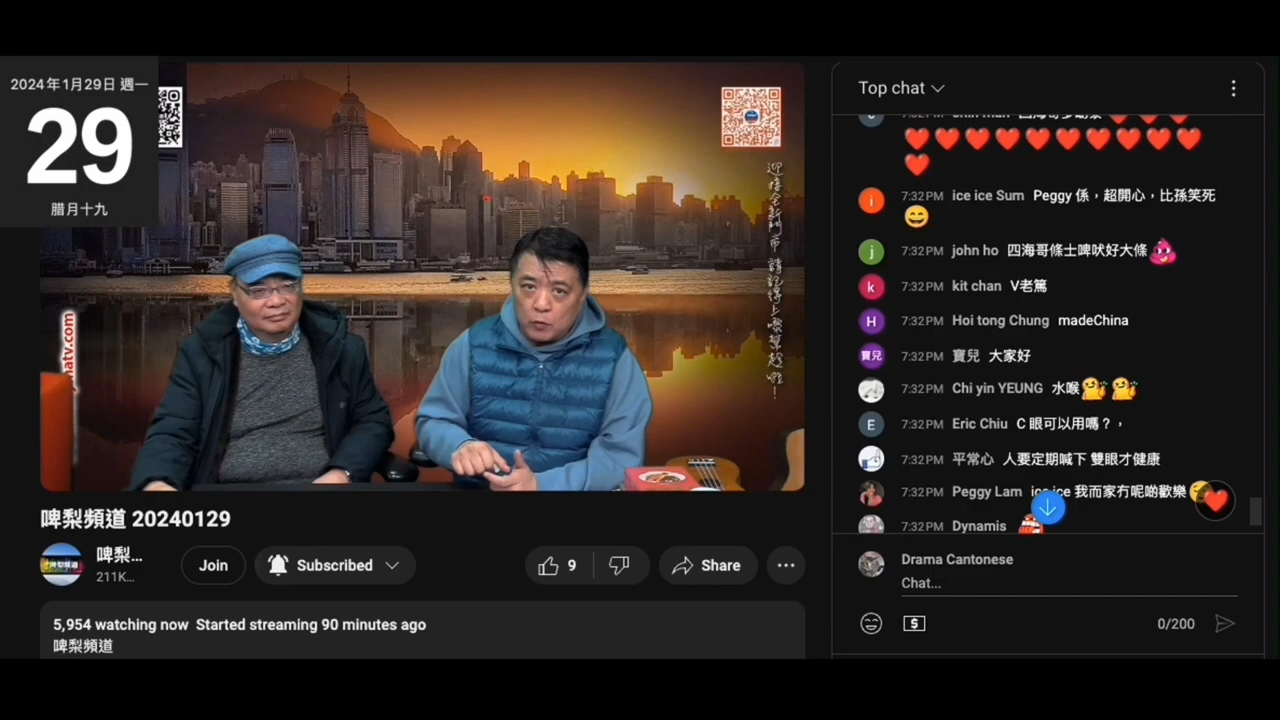 2024年1月29日 週一
29
臘月十九
natv.com
迎接全新鬥市 請記得上嚟幫趁啦！
啤梨頻道 20240129
啤梨...
211K...
Join
Subscribed
9
Share
5,954 watching now Started streaming 90 minutes ago
啤梨頻道
Top chat
7:32PM ice ice Sum Peggy 係，超開心，比孫笑死
😄
7:32PM john ho 四海哥條士啤吠好大條
7:32PM kit chan V老篤
7:32PM Hoi tong Chung madeChina
7:32PM 寶兒 大家好
7:32PM Chi yin YEUNG 水喉
7:32PM Eric Chiu C 眼可以用嗎？，
7:32PM 平常心 人要定期喊下 雙眼才健康
7:32PM Peggy Lam ice ice 我而家冇呢啲歡樂
7:32PM Dynamis
Drama Cantonese
Chat...
0/200